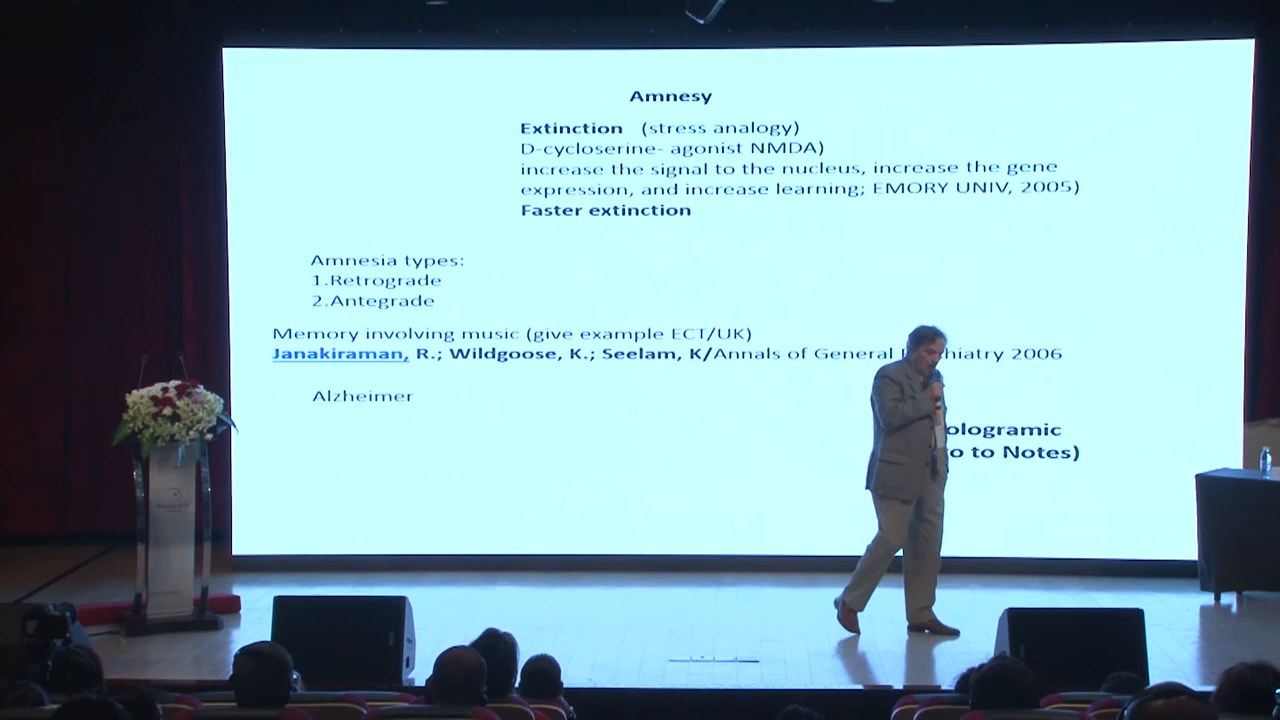 Amnesy
Extinction (stress analogy)
D-cycloserine- agonist NMDA)
increase the signal to the nucleus, increase the gene
expression, and increase learning; EMORY UNIV, 2005)
Faster extinction
Amnesia types:
1.Retrograde
2.Antegrade
Memory involving music (give example ECT/UK)
Janakiraman, R.; Wildgoose, K.; Seelam, K/Annals of General
2006
Alzheimer
to Notes)